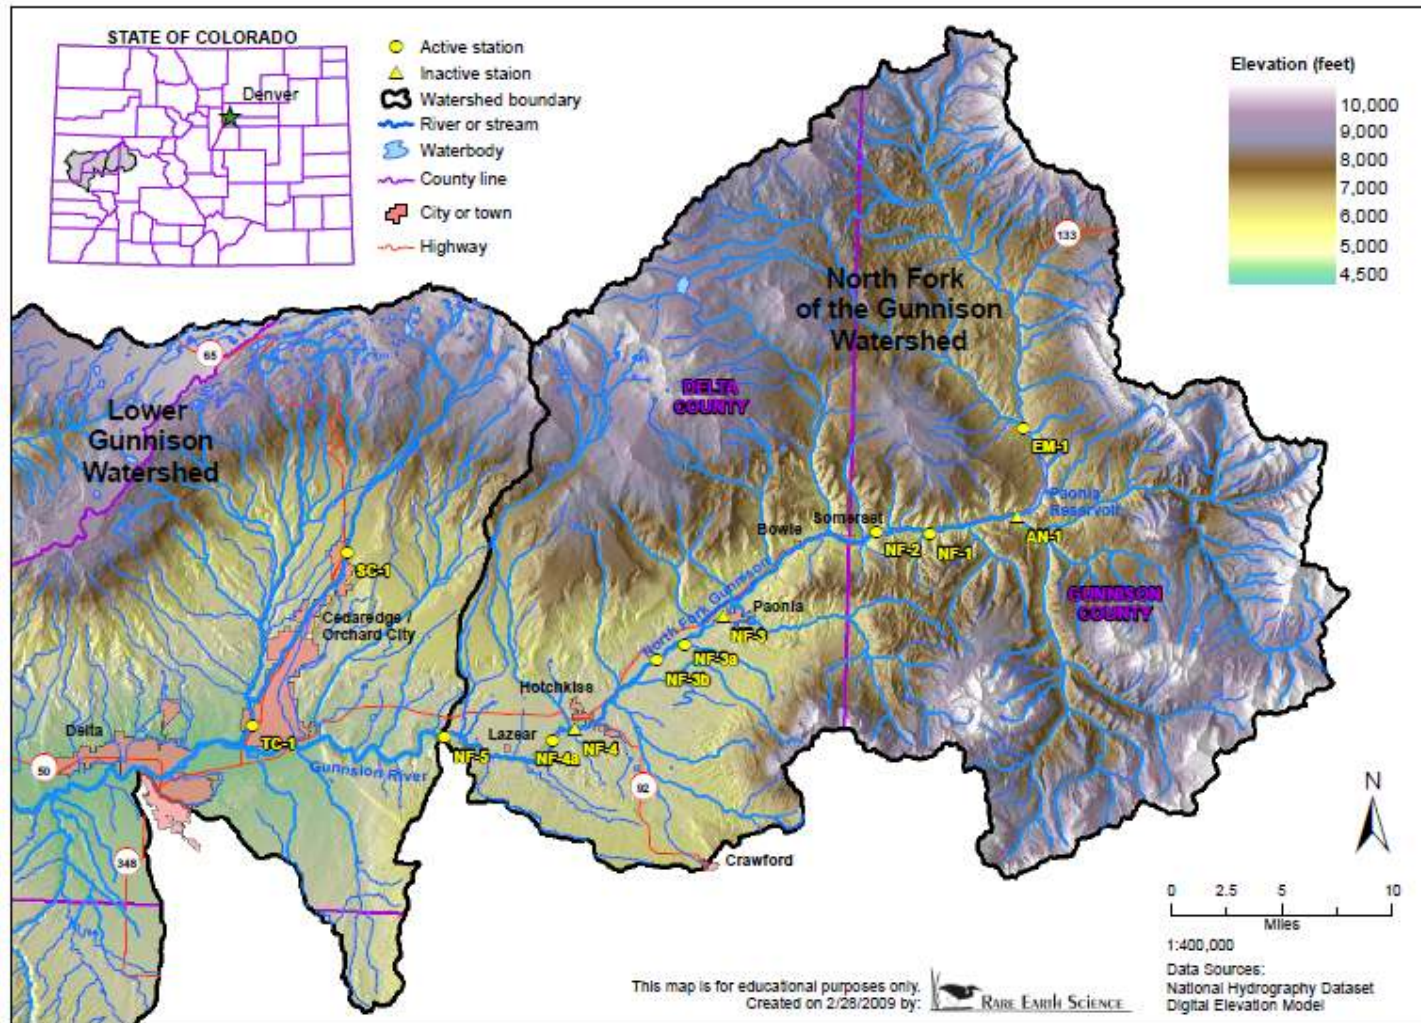 STATE OF COLORADO
Denver
Active station
Inactive staion
Watershed boundary
River or stream
Waterbody
County line
City or town
Highway
Elevation (feet)
10,000
9,000
8,000
7,000
6,000
5,000
4,500
133
North Fork
of the Gunnison
Watershed
65
Lower
Gunnison
Watershed
DELTA
COUNTY
EM-1
Paonia
Reservoir
Bowie
Somerset
NF-2
NF-1
AN-1
SC-1
GUNNISON
COUNTY
North Fork Gunnison
Paonia
NF-3
Cedaredge /
Orchard City
NF-3a
NF-3b
Hotchkiss
Delta
TC-1
Lazear
NF-5
NF-4a
NF-4
50
Gunnsion River
92
N
348
Crawford
0 2.5 5 10
Miles
1:400,000
Data Sources:
National Hydrography Dataset
Digital Elevation Model
This map is for educational purposes only.
Created on 2/28/2009 by:
RARE EARTH SCIENCE